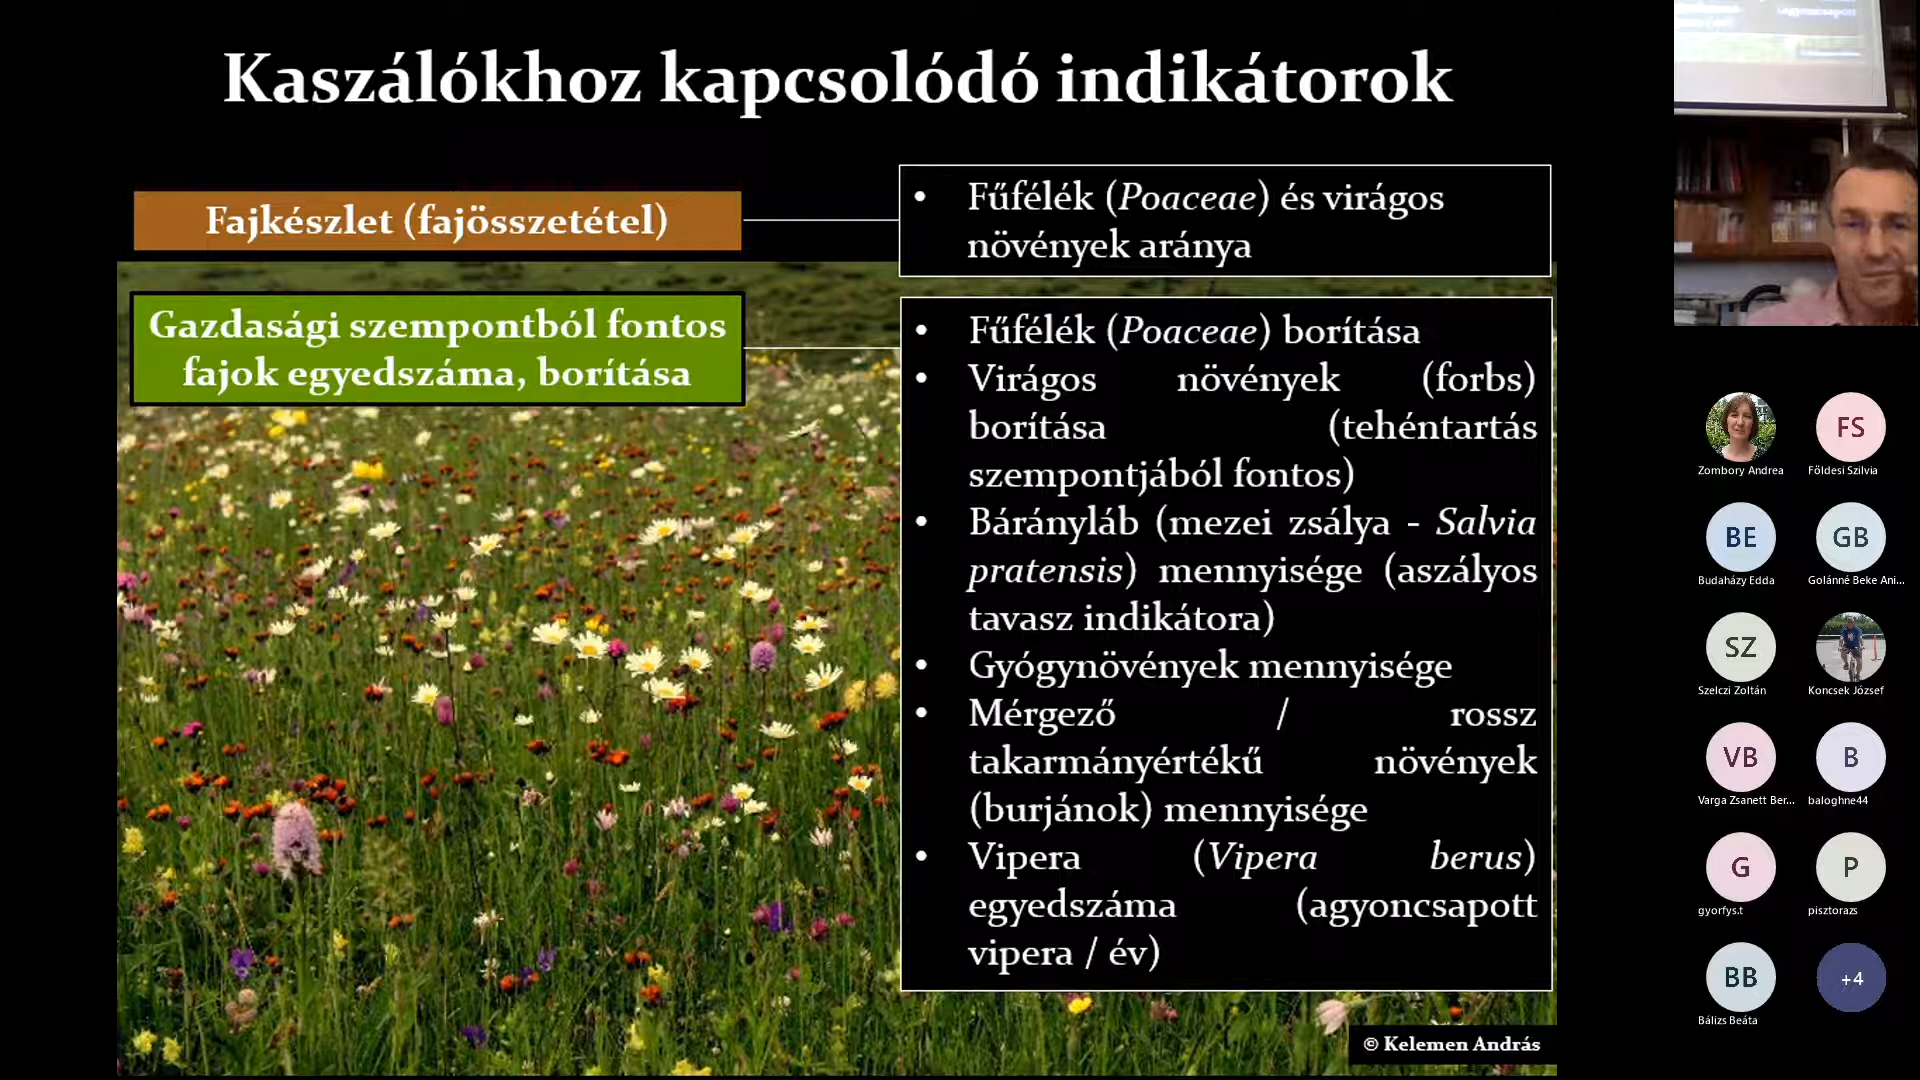 Kaszálókhoz kapcsolódó indikátorok
Fajkészlet (fajösszetétel)
• Fűfélék (Poaceae) és virágos
növények aránya
Gazdasági szempontból fontos
fajok egyedszáma, borítása
• Fűfélék (Poaceae) borítása
• Virágos növények (forbs)
borítása (tehéntartás
szempontjából fontos)
• Bárányláb (mezei zsálya - Salvia
pratensis) mennyisége (aszályos
tavasz indikátora)
• Gyógynövények mennyisége
• Mérgező / rossz
takarmányértékű növények
(burjánok) mennyisége
• Vipera (Vipera berus)
egyedszáma (agyoncsapott
vipera / év)
© Kelemen András
Zombory Andrea
FS
Földesi Szilvia
BE
Budaházy Edda
GB
Golánné Beke Ani...
SZ
Szelczi Zoltán
Koncsek József
VB
Varga Zsanett Ber...
B
baloghne44
G
gyorfys.t
P
pisztorazs
BB
Bálizs Beáta
+4